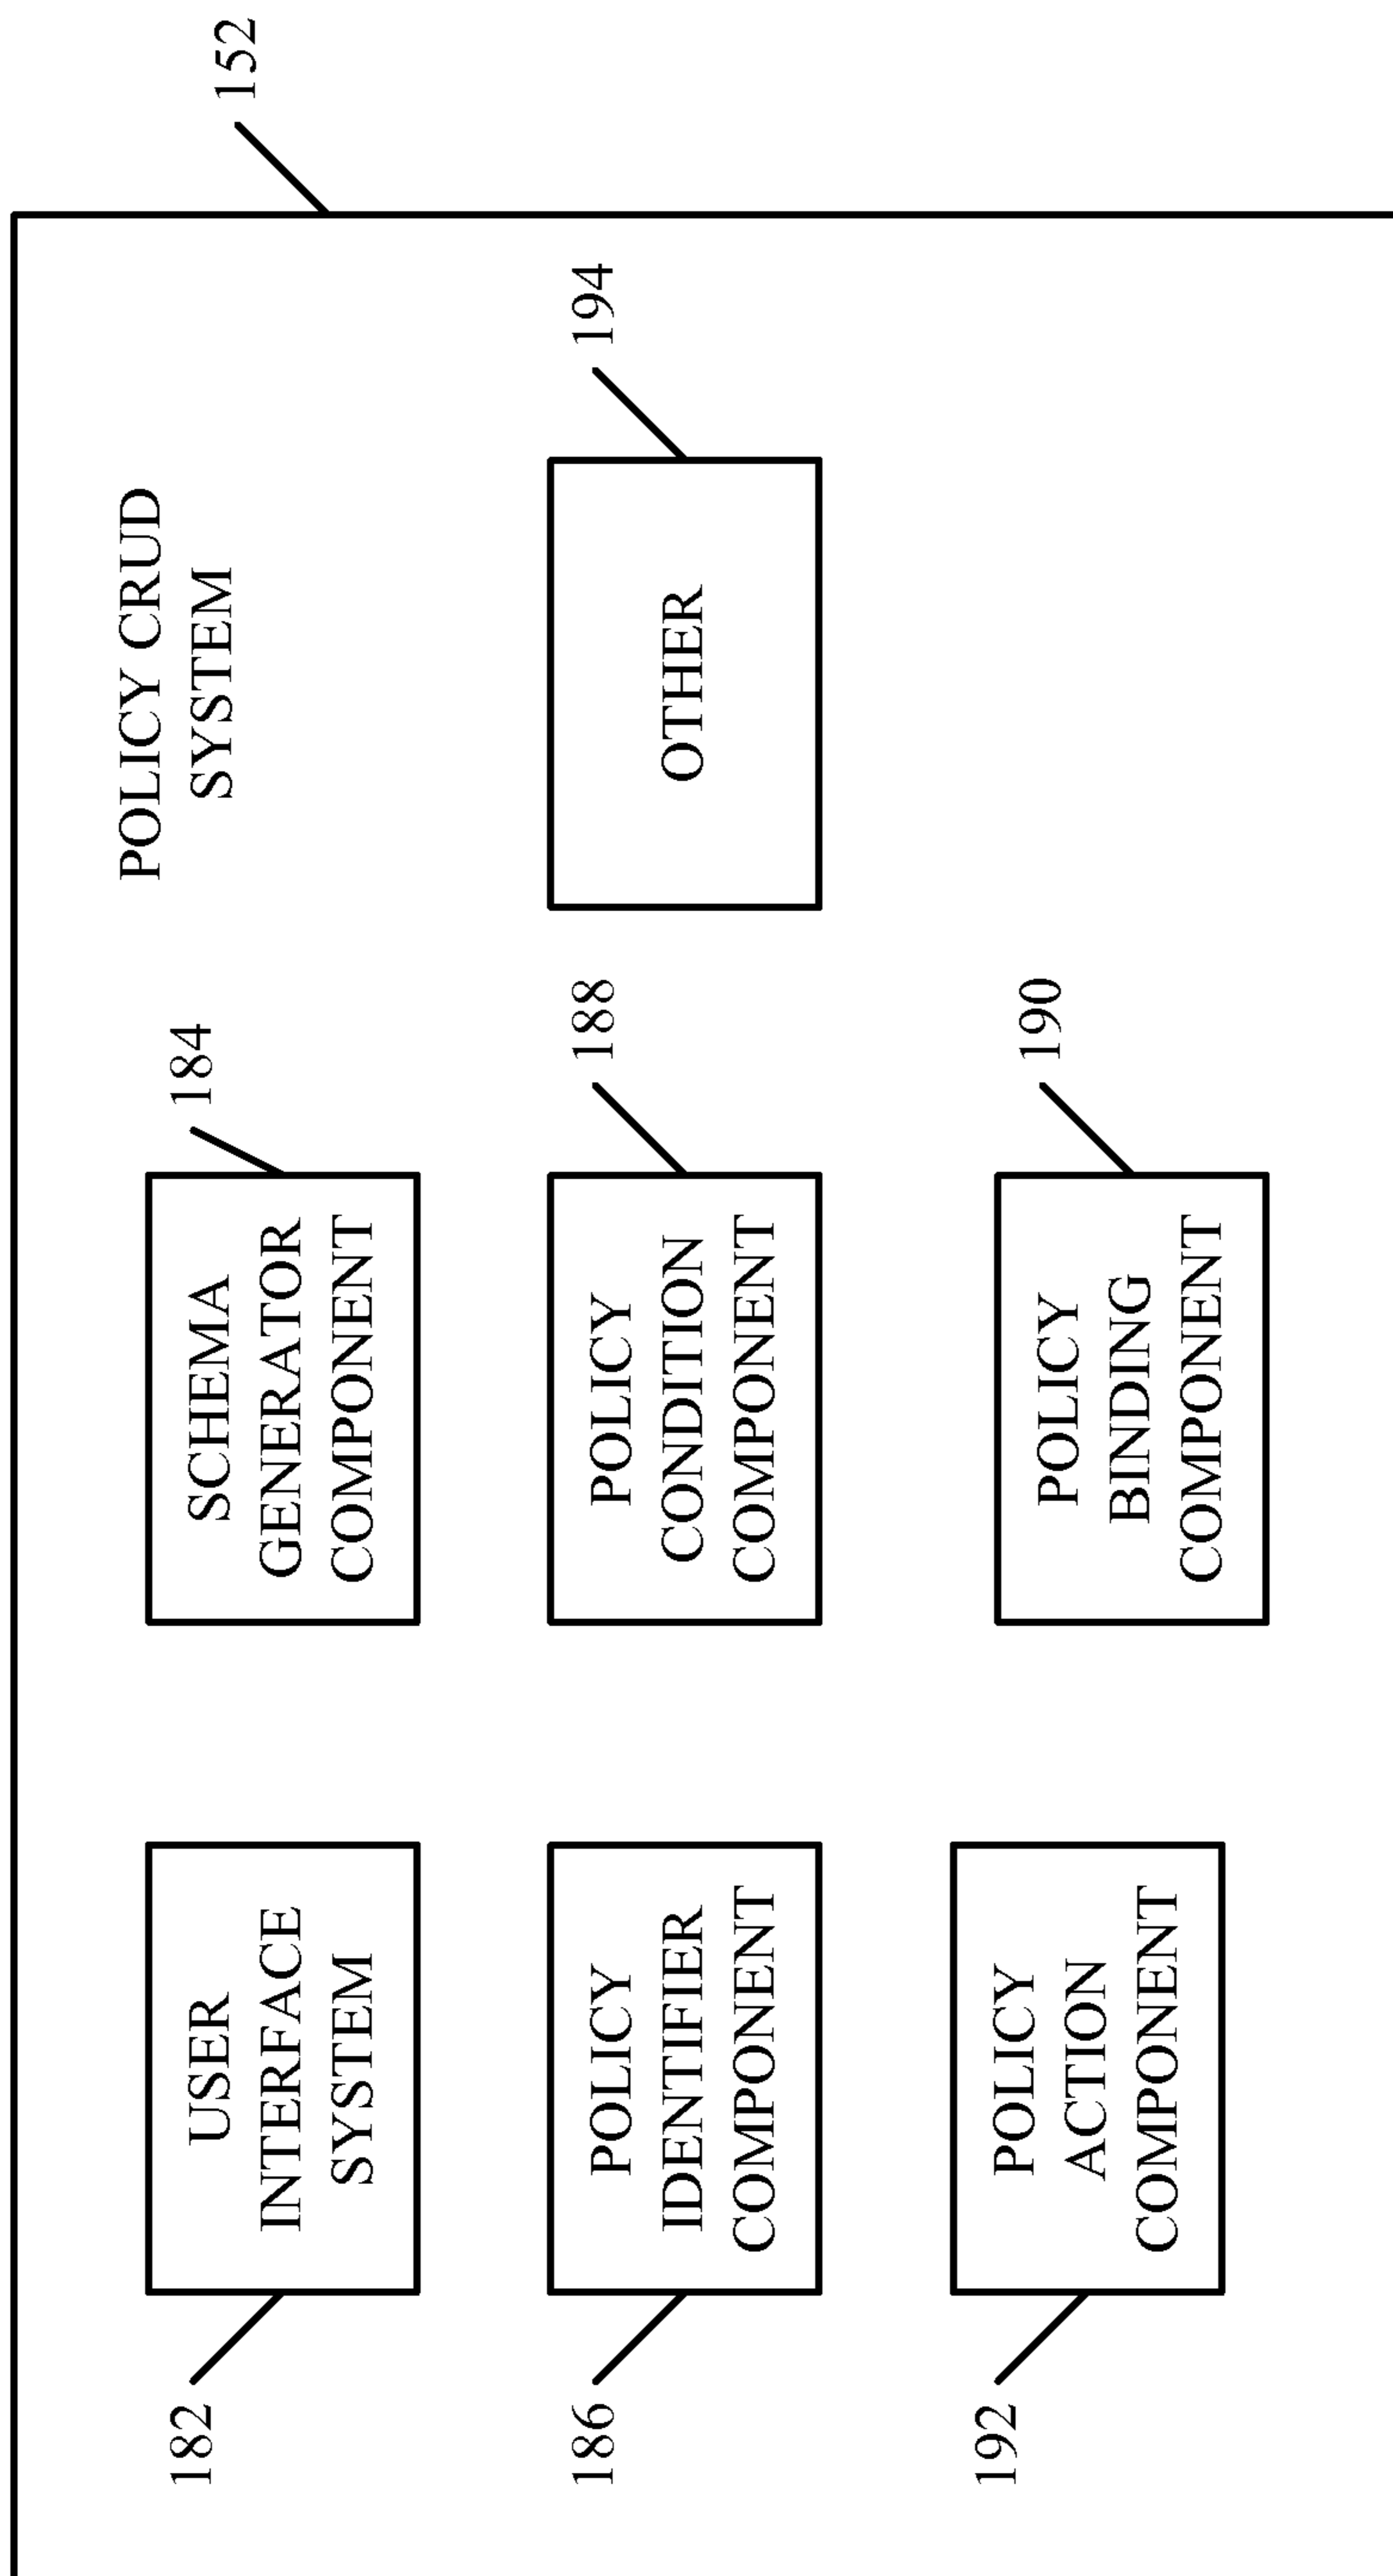 152
POLICY CRUD
SYSTEM
182
USER
INTERFACE
SYSTEM
184
SCHEMA
GENERATOR
COMPONENT
186
POLICY
IDENTIFIER
COMPONENT
188
POLICY
CONDITION
COMPONENT
194
OTHER
192
POLICY
ACTION
COMPONENT
190
POLICY
BINDING
COMPONENT